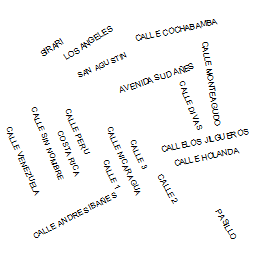 SIRARI
LOS ANGELES
CALLE COCHABAMBA
SAN AGUSTIN
AVENIDA SUD AÑES
CALLE MONTEAGUDO
CALLE DIVAS
CALLE LOS JILGUEROS
CALLE HOLANDA
CALLE PERU
CALLE SIN NOMBRE
COSTA RICA
CALLE VENEZUELA
CALLE NICARAGUA
CALLE 3
CALLE 1
CALLE 2
CALLE ANDRES IBAÑES
PASILLO